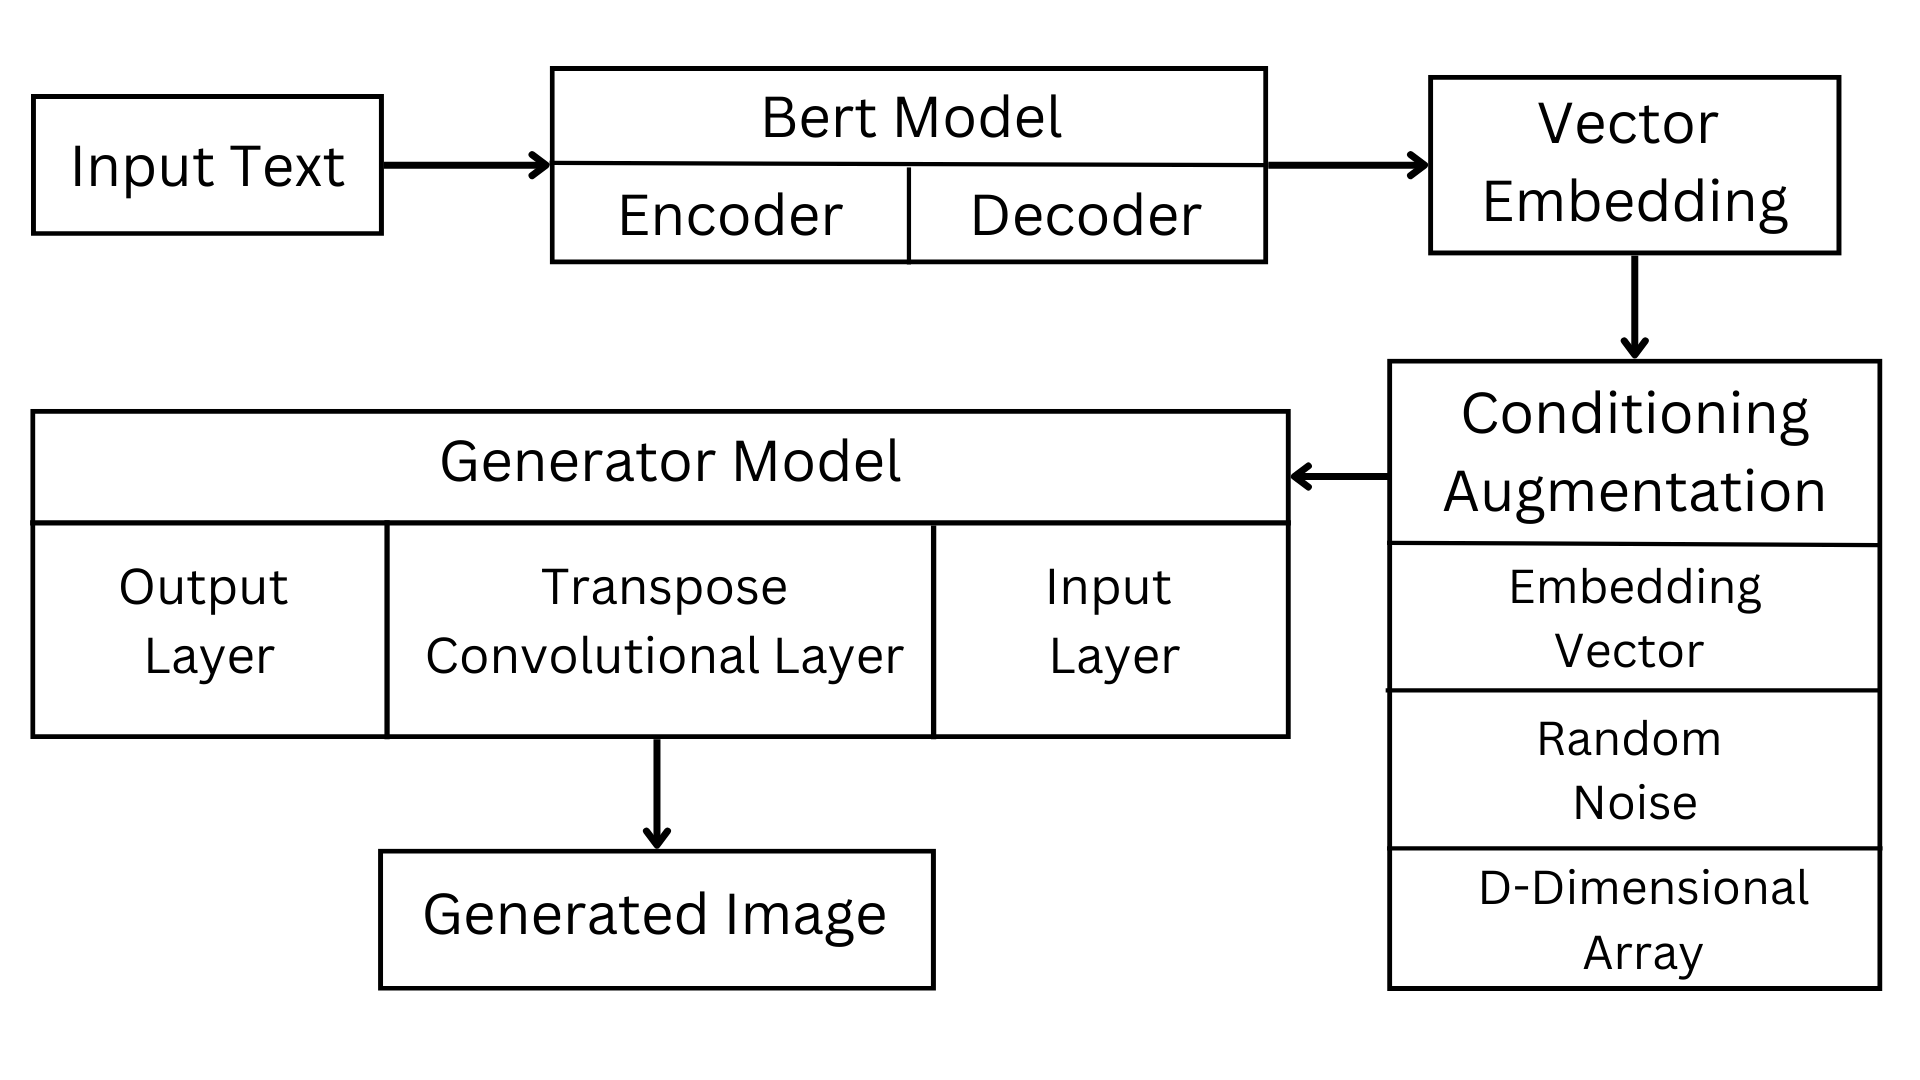 Input Text
Bert Model
Encoder
Decoder
Vector
Embedding
Conditioning
Augmentation
Embedding
Vector
Random
Noise
D-Dimensional
Array
Generator Model
Output
Layer
Transpose
Convolutional Layer
Input
Layer
Generated Image